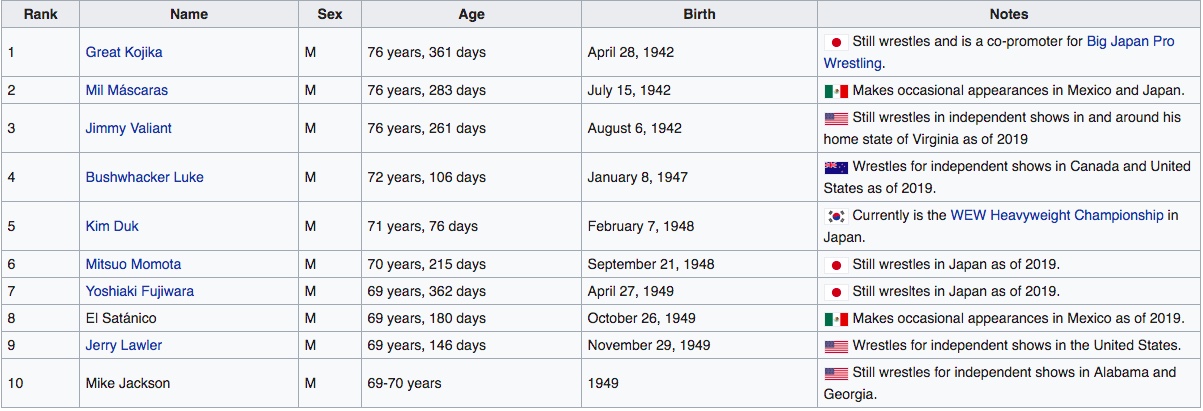 Rank Name Sex Age Birth Notes
1 Great Kojika M 76 years, 361 days April 28, 1942 Still wrestles and is a co-promoter for Big Japan Pro
Wrestling.
2 Mil Máscaras M 76 years, 283 days July 15, 1942 Makes occasional appearances in Mexico and Japan.
3 Jimmy Valiant M 76 years, 261 days August 6, 1942 Still wrestles in independent shows in and around his
home state of Virginia as of 2019
4 Bushwhacker Luke M 72 years, 106 days January 8, 1947 Wrestles for independent shows in Canada and United
States as of 2019.
5 Kim Duk M 71 years, 76 days February 7, 1948 Currently is the WEW Heavyweight Championship in
Japan.
6 Mitsuo Momota M 70 years, 215 days September 21, 1948 Still wrestles in Japan as of 2019.
7 Yoshiaki Fujiwara M 69 years, 362 days April 27, 1949 Still wresltes in Japan as of 2019.
8 El Satánico M 69 years, 180 days October 26, 1949 Makes occasional appearances in Mexico as of 2019.
9 Jerry Lawler M 69 years, 146 days November 29, 1949 Wrestles for independent shows in the United States.
10 Mike Jackson M 69-70 years 1949 Still wrestles for independent shows in Alabama and
Georgia.